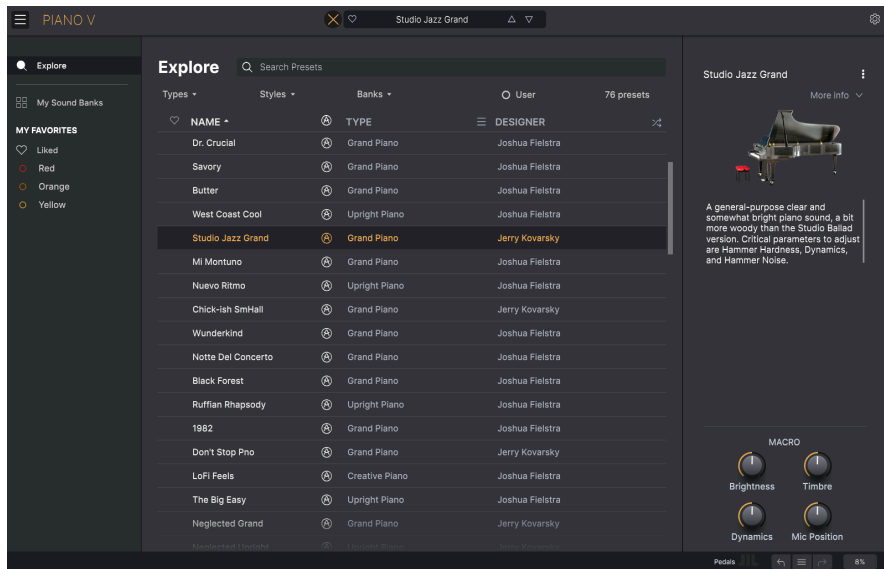 PIANO V
Studio Jazz Grand
Explore
My Sound Banks
MY FAVORITES
Liked
Red
Orange
Yellow
Explore
Search Presets
Types
Styles
Banks
User
76 presets
NAME TYPE DESIGNER
Dr. Crucial Grand Piano Joshua Fielstra
Savory Grand Piano Joshua Fielstra
Butter Grand Piano Joshua Fielstra
West Coast Cool Upright Piano Joshua Fielstra
Studio Jazz Grand Grand Piano Jerry Kovarsky
Mi Montuno Grand Piano Joshua Fielstra
Nuevo Ritmo Upright Piano Joshua Fielstra
Chick-ish SmHall Grand Piano Jerry Kovarsky
Wunderkind Grand Piano Joshua Fielstra
Notte Del Concerto Grand Piano Joshua Fielstra
Black Forest Grand Piano Joshua Fielstra
Ruffian Rhapsody Upright Piano Joshua Fielstra
1982 Grand Piano Joshua Fielstra
Don't Stop Pno Grand Piano Jerry Kovarsky
LoFi Feels Creative Piano Joshua Fielstra
The Big Easy Upright Piano Joshua Fielstra
Neglected Grand Grand Piano Jerry Kovarsky
Neglected Upright Upright Piano Jerry Kovarsky
Studio Jazz Grand
More info
A general-purpose clear and
somewhat bright piano sound, a bit
more woody than the Studio Ballad
version. Critical parameters to adjust
are Hammer Hardness, Dynamics,
and Hammer Noise.
MACRO
Brightness
Timbre
Dynamics
Mic Position
Pedals
8%